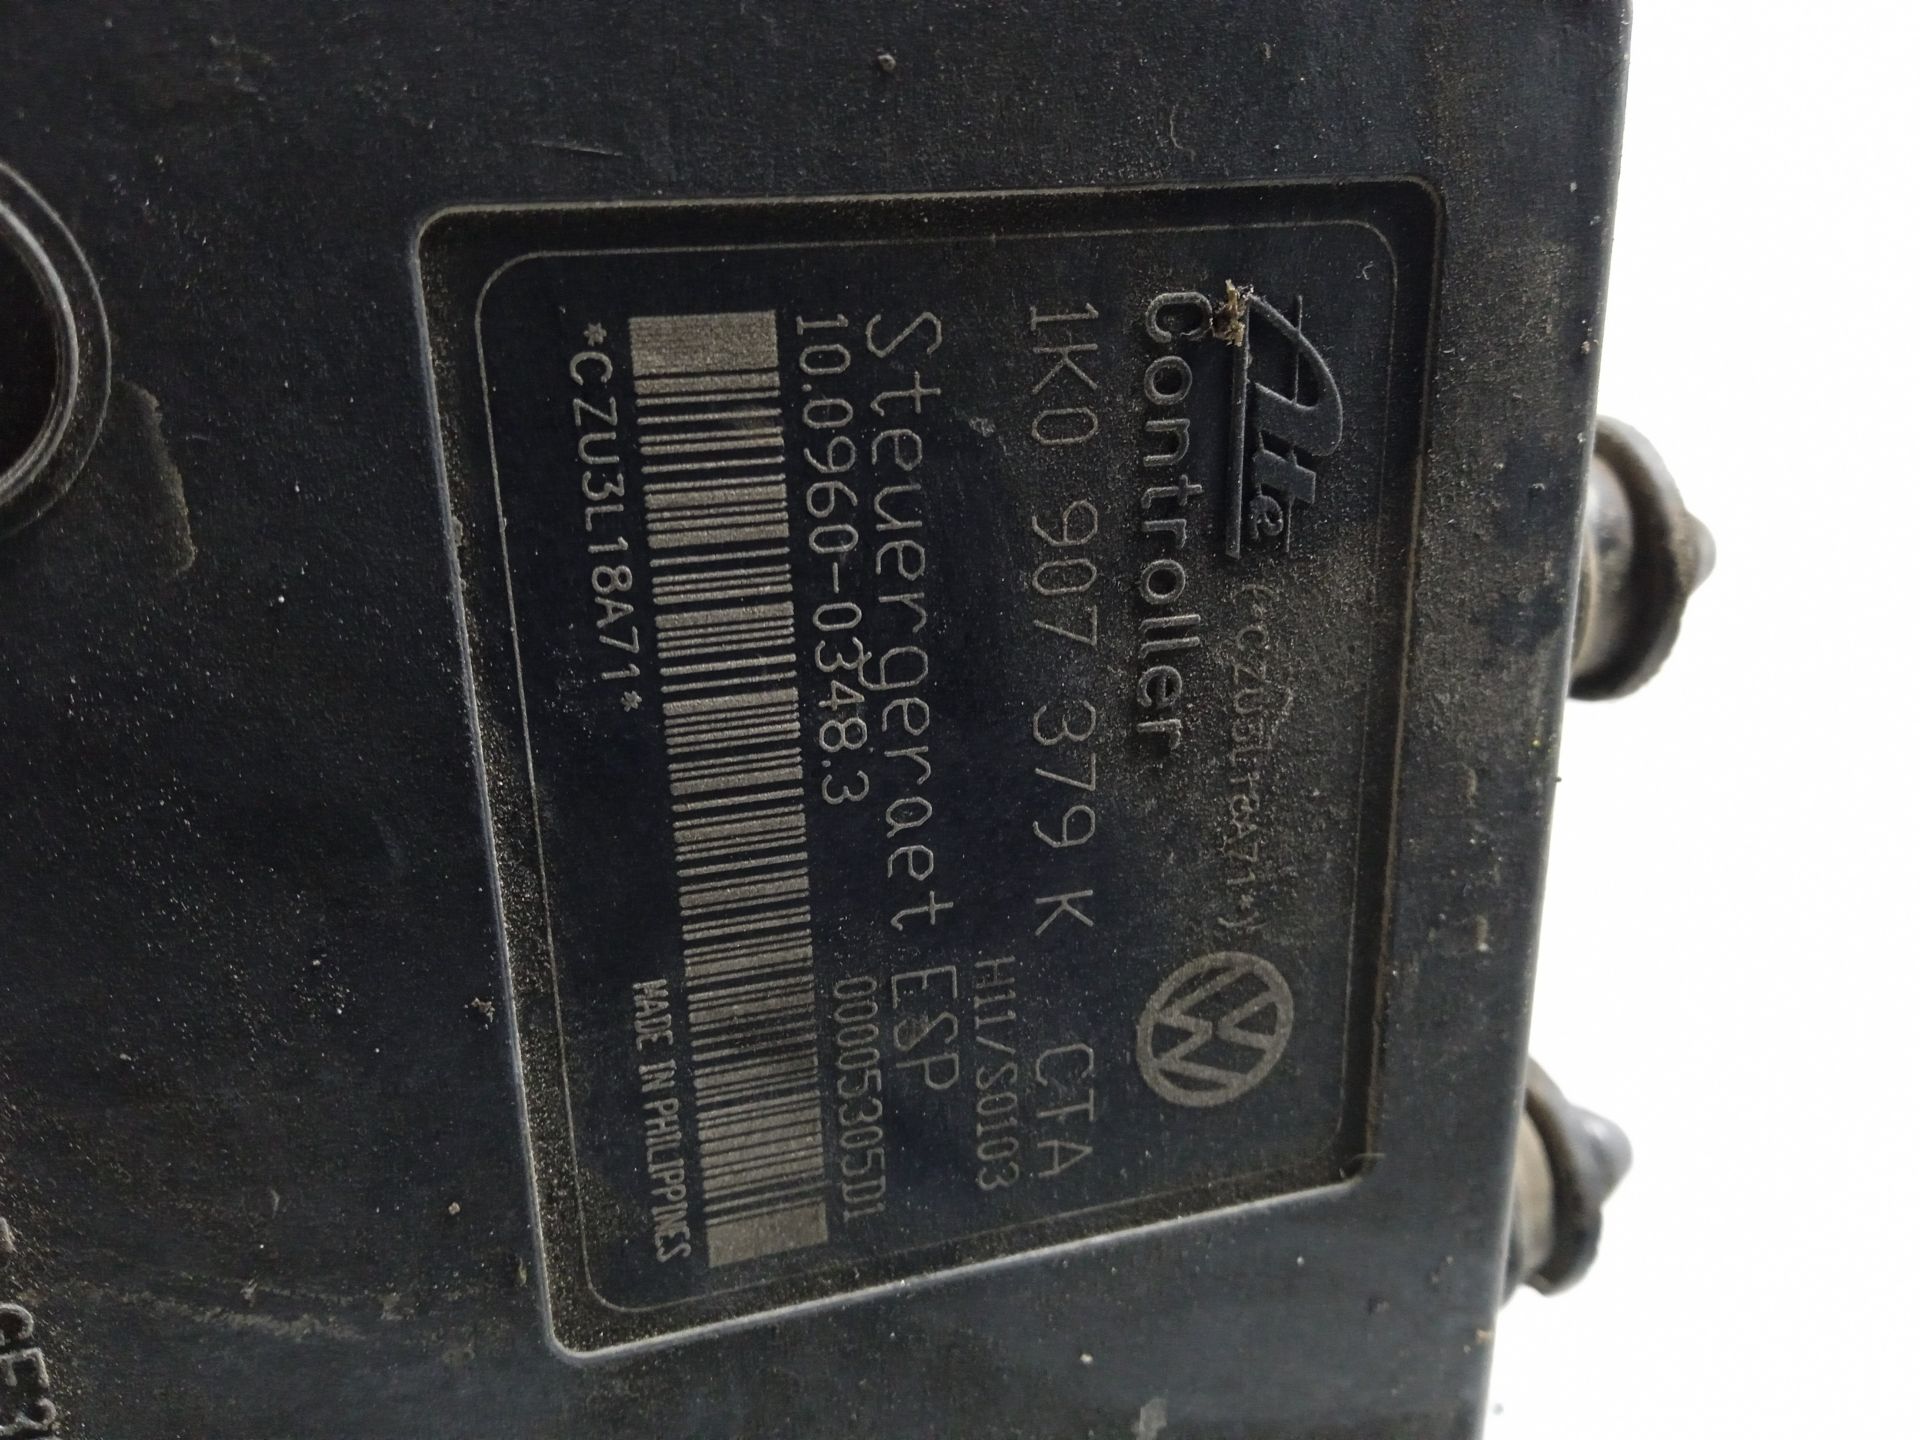 Ate (*CZU3L18A71*)
Controller
1K0 907 379 K CTA
H11/S0103
Steuergeraet ESP
10.0960-0348.3 00005305D1
*CZU3L18A71*
MADE IN PHILIPPINES